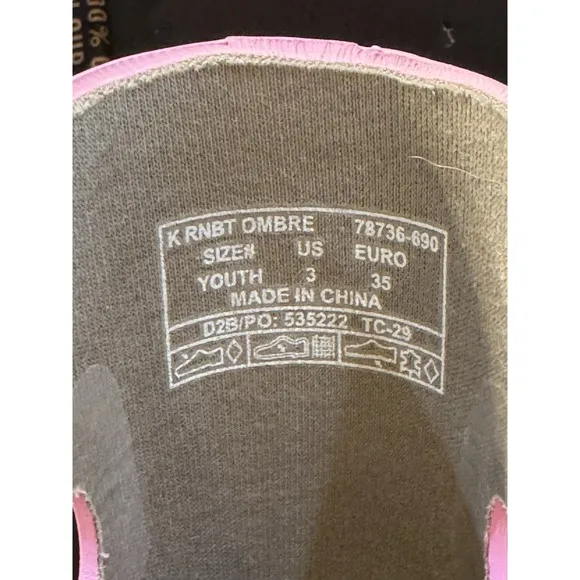 K RNBT OMBRE 78736-690
SIZE# US EURO
YOUTH 3 35
MADE IN CHINA
D2B/PO: 535222 TC-29